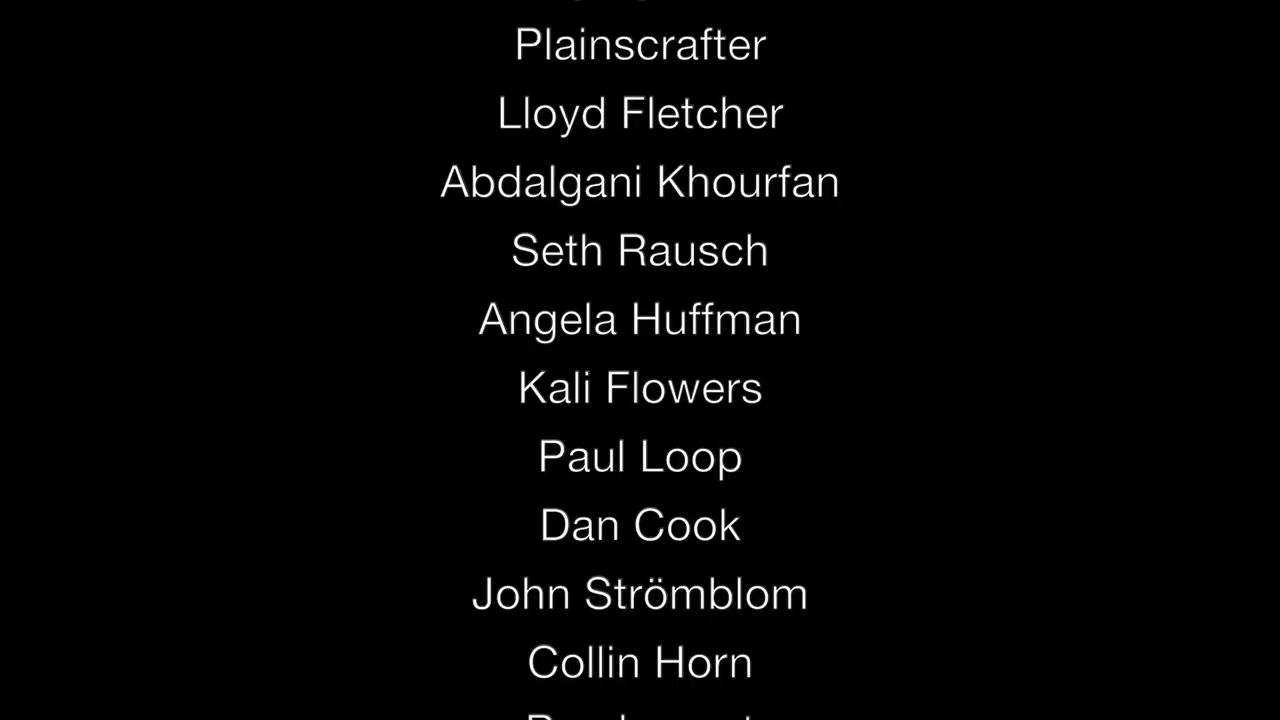 Plainscrafter
Lloyd Fletcher
Abdalgani Khourfan
Seth Rausch
Angela Huffman
Kali Flowers
Paul Loop
Dan Cook
John Strömblom
Collin Horn